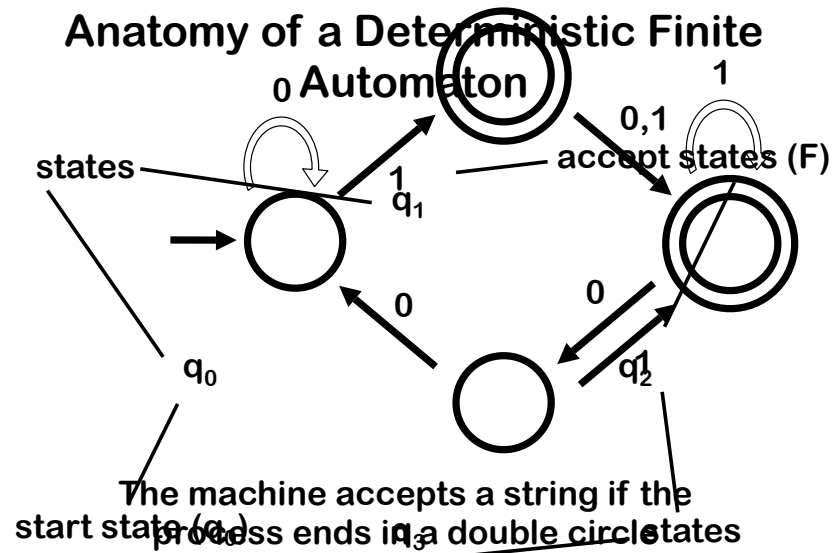 Anatomy of a Deterministic Finite
Automaton
0
1
0,1
states
accept states (F)
1
q1
0
0
q0
1
q2
The machine accepts a string if the
process ends in a double circle
start state (q0)
q3
states